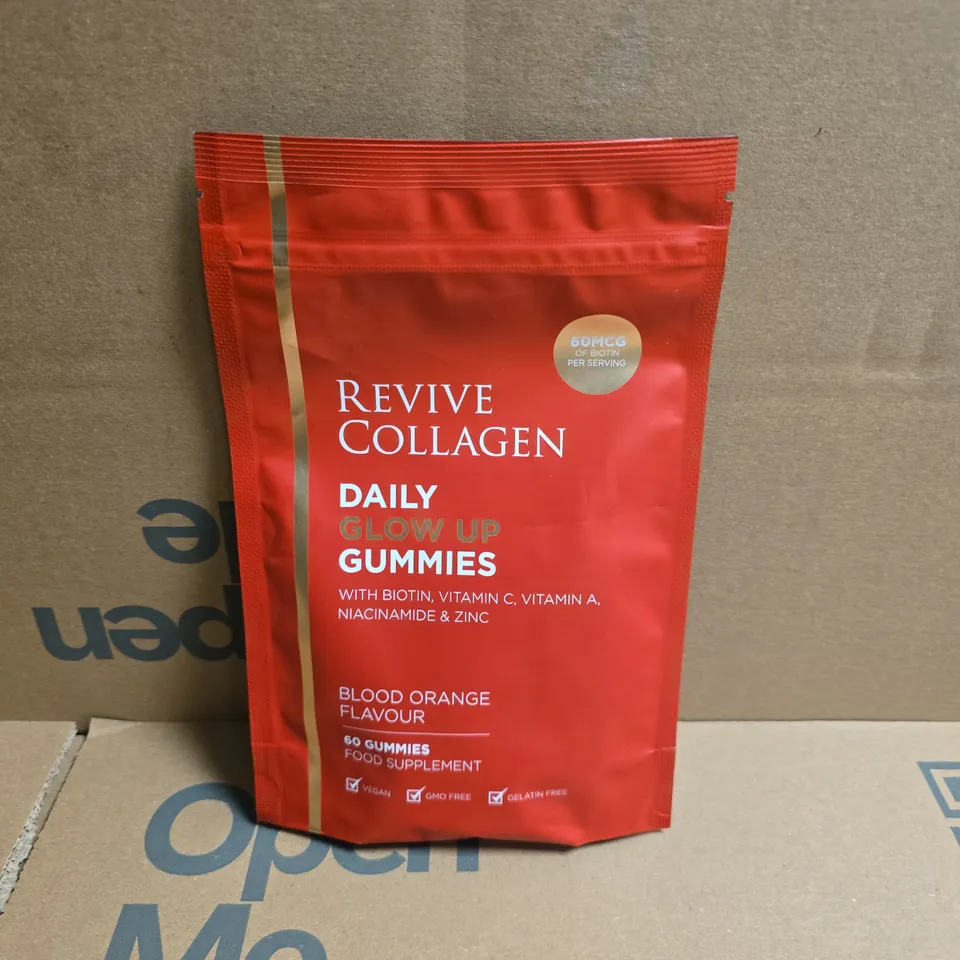 60MCG
OF BIOTIN
PER SERVING
REVIVE
COLLAGEN
DAILY
GLOW UP
GUMMIES
WITH BIOTIN, VITAMIN C, VITAMIN A,
NIACINAMIDE & ZINC
BLOOD ORANGE
FLAVOUR
60 GUMMIES
FOOD SUPPLEMENT
VEGAN GMO FREE GELATIN FREE
Open
Me